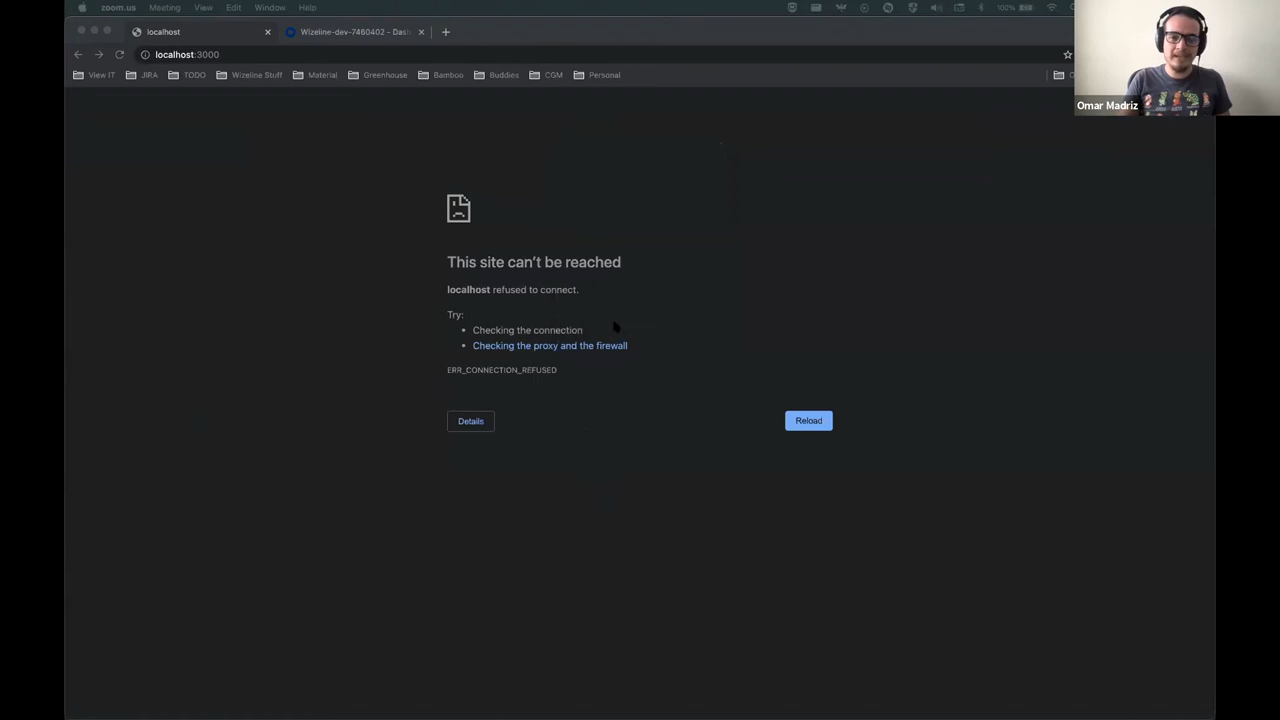 zoom.us Meeting View Edit Window Help 100%
localhost Wizeline-dev-7460402 - Das
localhost:3000
View IT JIRA TODO Wizeline Stuff Material Greenhouse Bamboo Buddies CGM Personal
Omar Madriz
This site can't be reached
localhost refused to connect.
Try:
• Checking the connection
• Checking the proxy and the firewall
ERR_CONNECTION_REFUSED
Details Reload